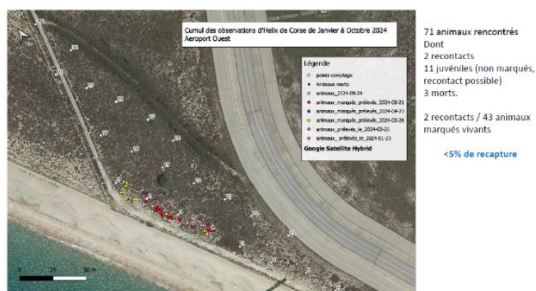 Cumul des observations d'Helix de Corse de Janvier à Octobre 2024
Aeroport Ouest
Légende
points comptage
Animaux morts
animaux_2024-09-24
animaux_marqués_prélevés_2024-03-21
animaux_marqués_prélevés_2024-04-23
animaux_marqués_prélevés_2024-03-26
animaux_prélevés_le_2024-02-20
animaux_prélevés_le_2024-01-23
Google Satellite Hybrid
0
25
50 m
71 animaux rencontrés
Dont
2 recontacts
11 juvéniles (non marqués,
recontact possible)
3 morts.
2 recontacts / 43 animaux
marqués vivants
<5% de recapture